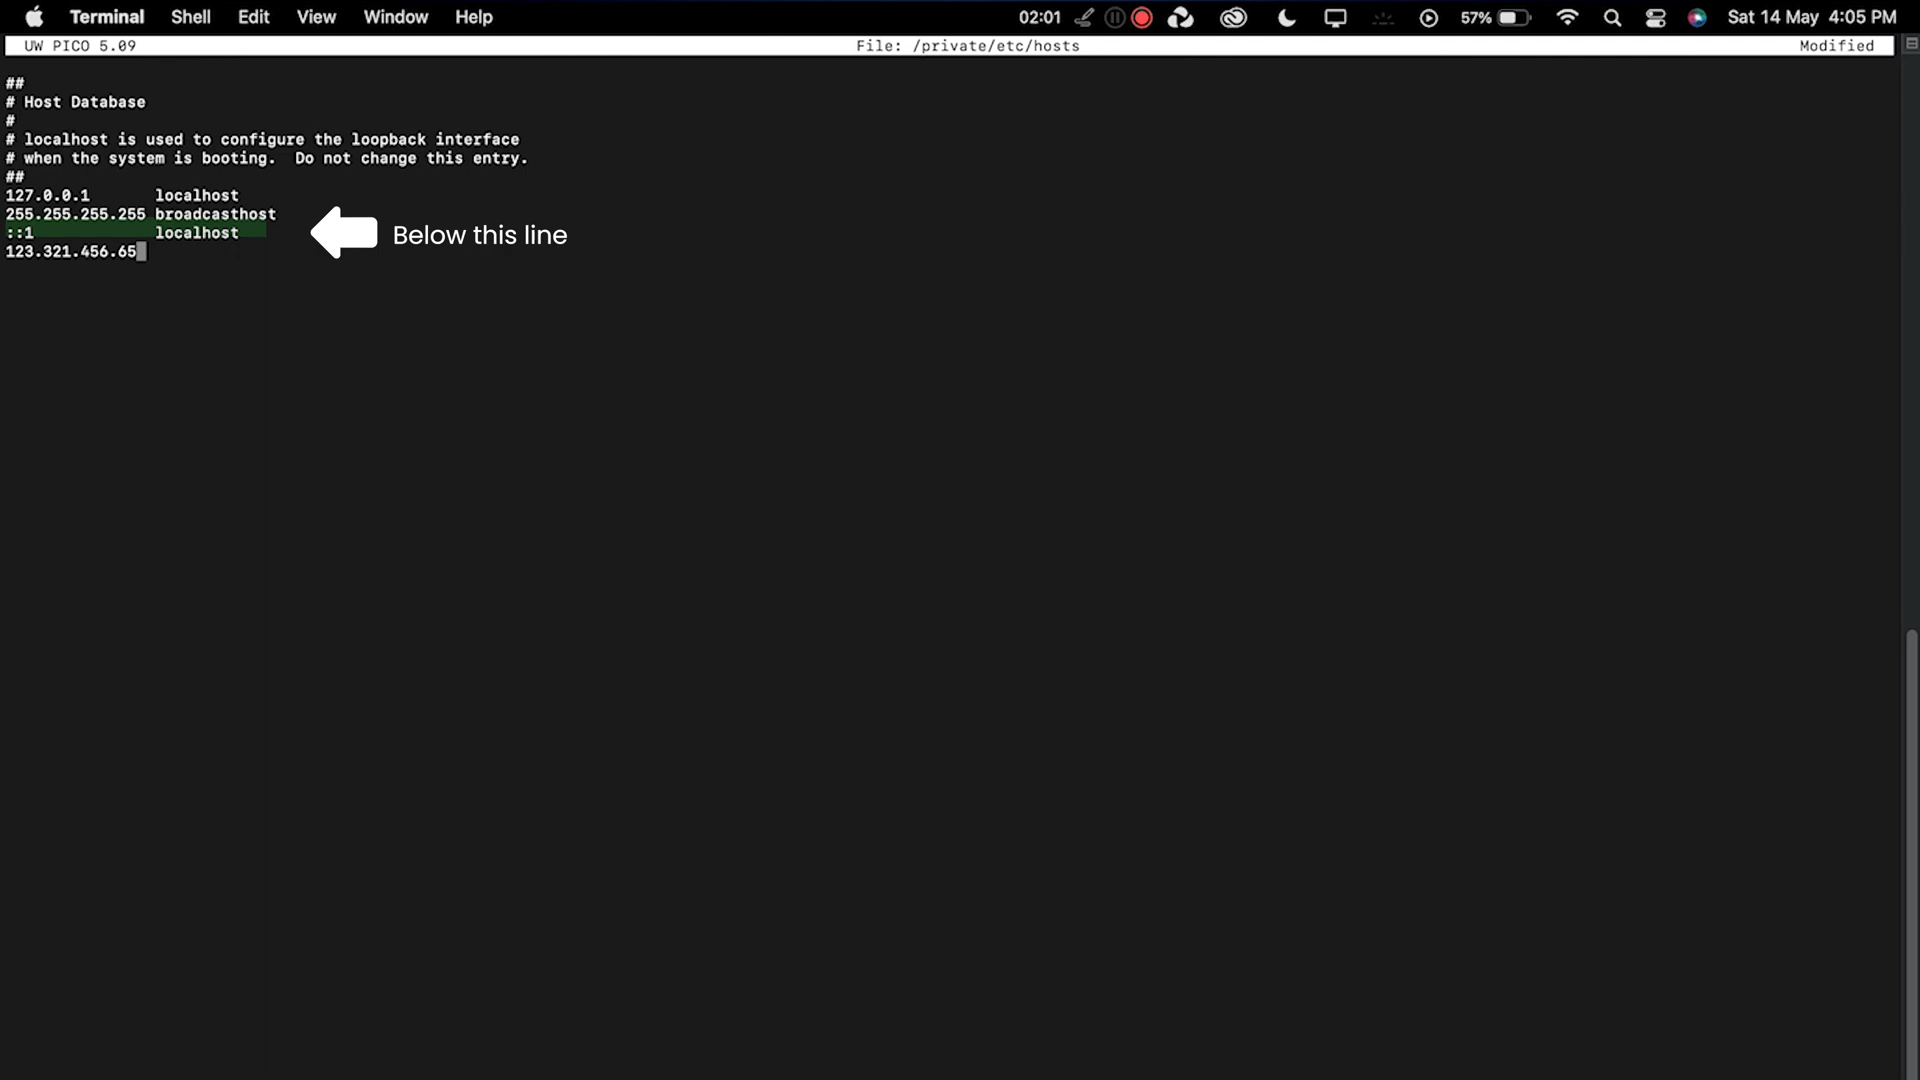 Terminal Shell Edit View Window Help 02:01 57% Sat 14 May 4:05 PM
UW PICO 5.09 File: /private/etc/hosts Modified
##
# Host Database
#
# localhost is used to configure the loopback interface
# when the system is booting.  Do not change this entry.
##
127.0.0.1 localhost
255.255.255.255 broadcasthost
::1 localhost
Below this line
123.321.456.65